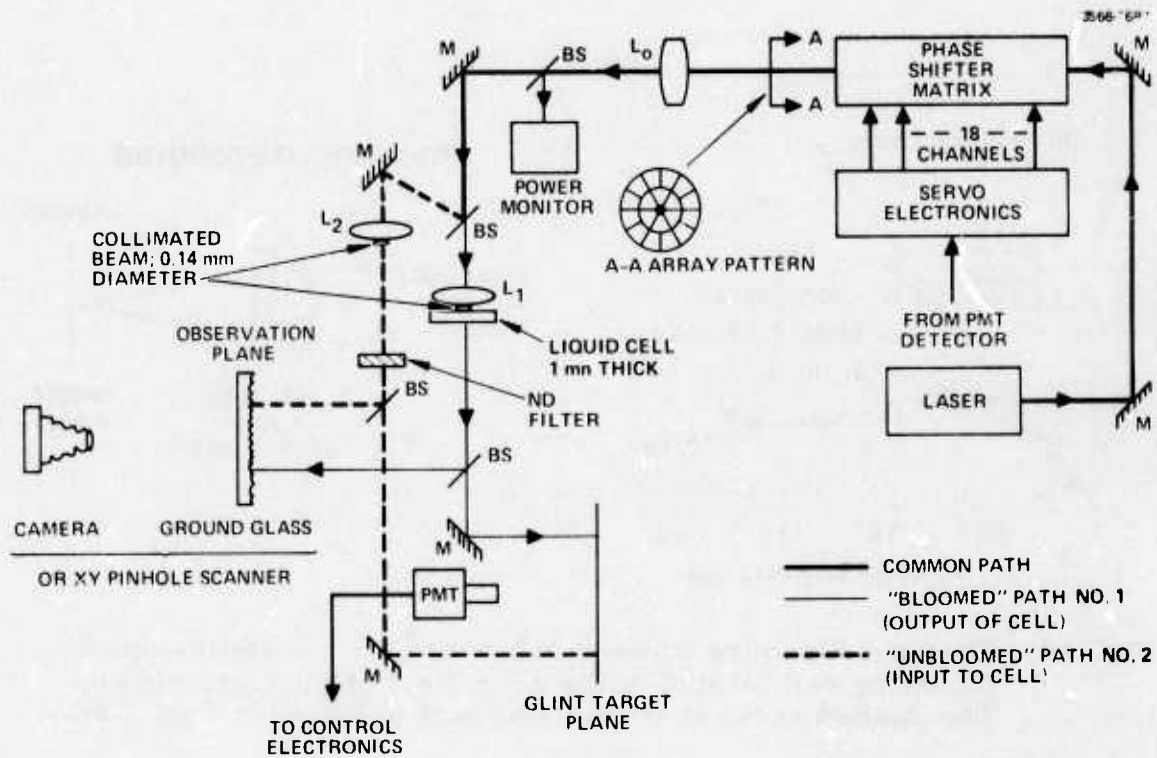 M
BS
L₀
A
A
PHASE
SHIFTER
MATRIX
M
18
CHANNELS
SERVO
ELECTRONICS
POWER
MONITOR
A-A ARRAY PATTERN
FROM PMT
DETECTOR
LASER
M
M
L₂
BS
COLLIMATED
BEAM; 0.14 mm
DIAMETER
L₁
LIQUID CELL
1 mn THICK
OBSERVATION
PLANE
BS
ND
FILTER
BS
CAMERA
GROUND GLASS
OR XY PINHOLE SCANNER
M
PMT
M
TO CONTROL
ELECTRONICS
GLINT TARGET
PLANE
COMMON PATH
"BLOOMED" PATH NO. 1
(OUTPUT OF CELL)
"UNBLOOMED" PATH NO. 2
(INPUT TO CELL)